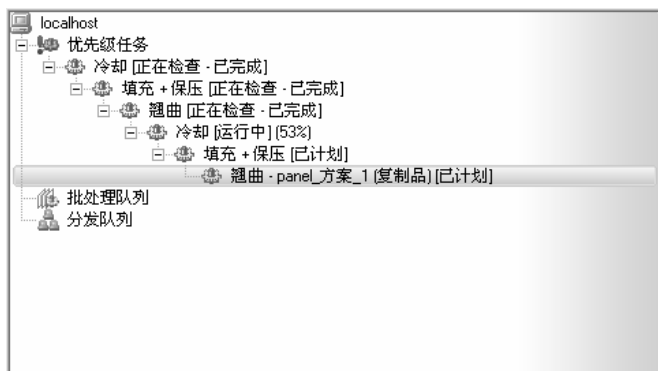 localhost
优先级任务
冷却 [正在检查 - 已完成]
填充 + 保压 [正在检查 - 已完成]
翘曲 [正在检查 - 已完成]
冷却 [运行中] (53%)
填充 + 保压 [已计划]
翘曲 - panel_方案_1 (复制品) [已计划]
批处理队列
分发队列